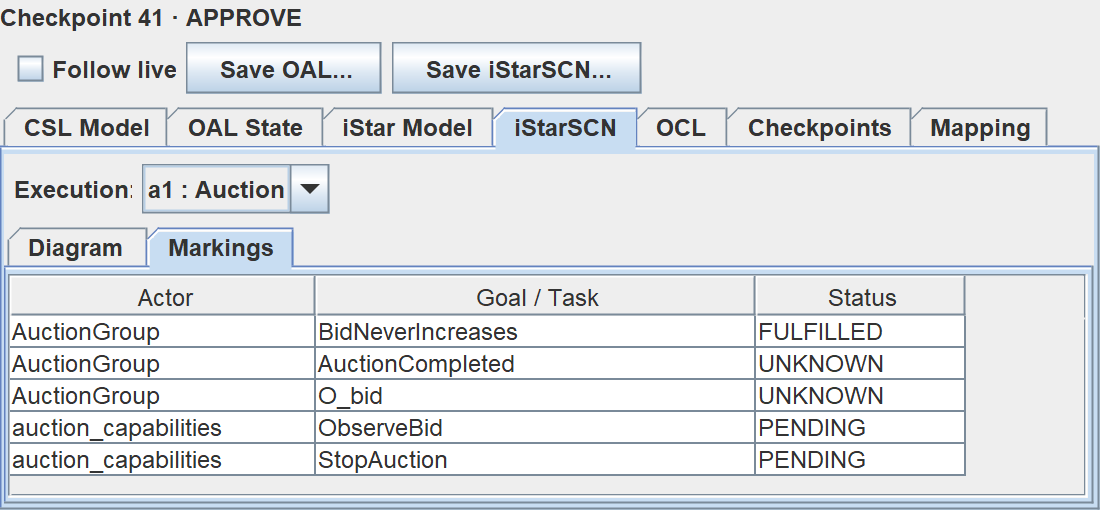 Checkpoint 41 · APPROVE
Follow live Save OAL... Save iStarSCN...
CSL Model OAL State iStar Model iStarSCN OCL Checkpoints Mapping
Execution: a1 : Auction
Diagram Markings
Actor Goal / Task Status
AuctionGroup BidNeverIncreases FULFILLED
AuctionGroup AuctionCompleted UNKNOWN
AuctionGroup O_bid UNKNOWN
auction_capabilities ObserveBid PENDING
auction_capabilities StopAuction PENDING